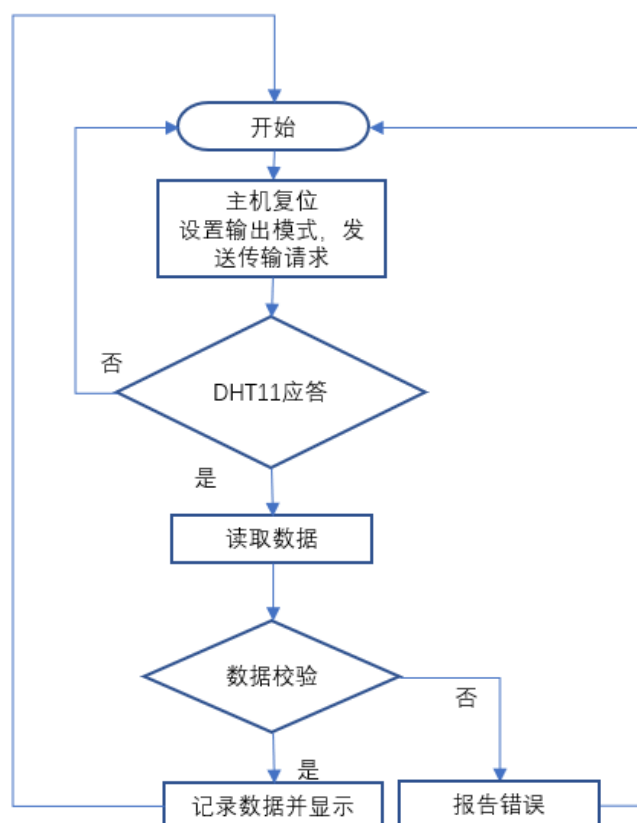 开始
主机复位
设置输出模式，发
送传输请求
否
DHT11应答
是
读取数据
数据校验
否
是
记录数据并显示
报告错误